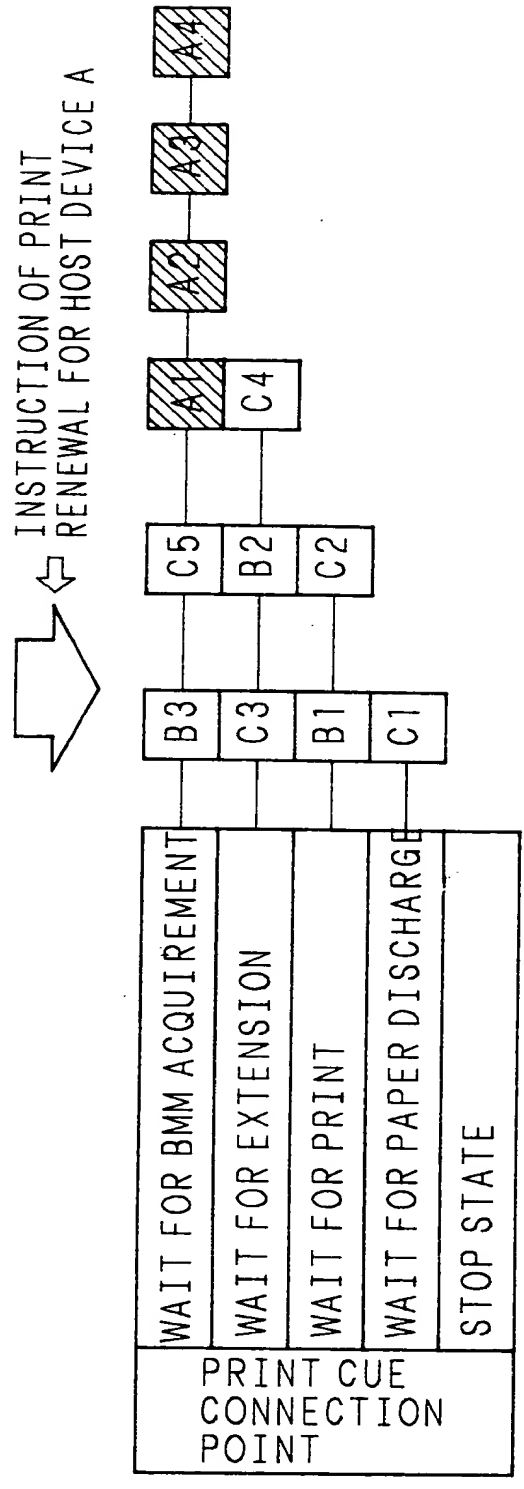 INSTRUCTION OF PRINT
RENEWAL FOR HOST DEVICE A
PRINT CUE
CONNECTION
POINT
WAIT FOR BMM ACQUIREMENT
B3
C5
A1
A2
A3
A4
WAIT FOR EXTENSION
C3
B2
C4
WAIT FOR PRINT
B1
C2
WAIT FOR PAPER DISCHARGE
C1
STOP STATE